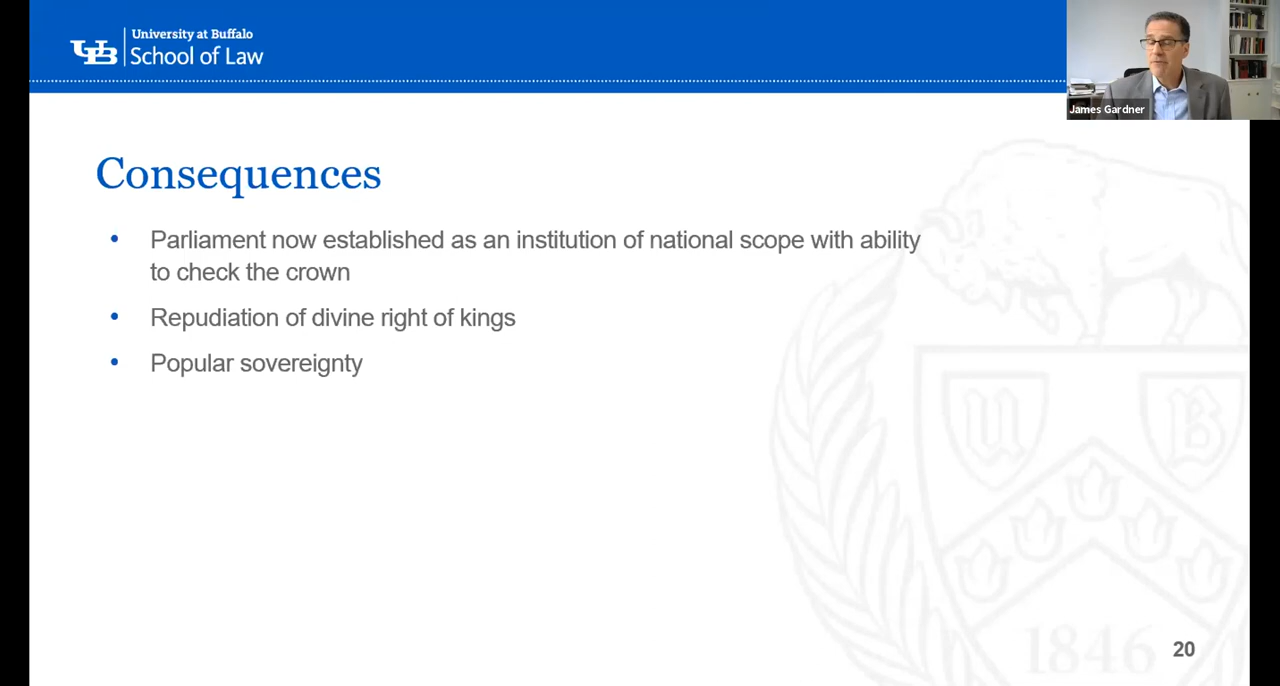 University at Buffalo
School of Law
James Gardner
Consequences
• Parliament now established as an institution of national scope with ability
to check the crown
• Repudiation of divine right of kings
• Popular sovereignty
U B
1846
20